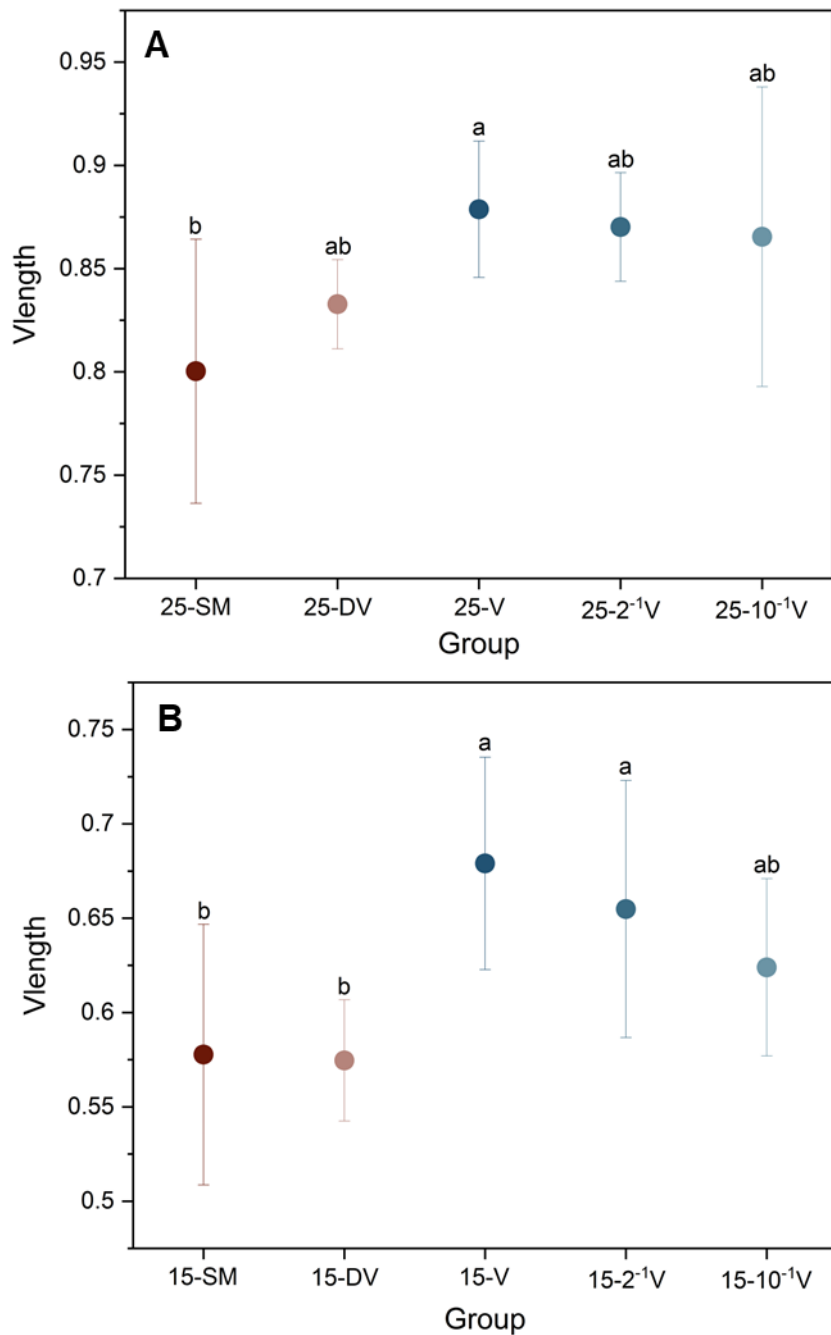 A
0.95
0.9
0.85
0.8
0.75
0.7
Vlength
b
ab
a
ab
ab
25-SM
25-DV
25-V
25-2⁻¹V
25-10⁻¹V
Group
B
0.75
0.7
0.65
0.6
0.55
0.5
Vlength
b
b
a
a
ab
15-SM
15-DV
15-V
15-2⁻¹V
15-10⁻¹V
Group